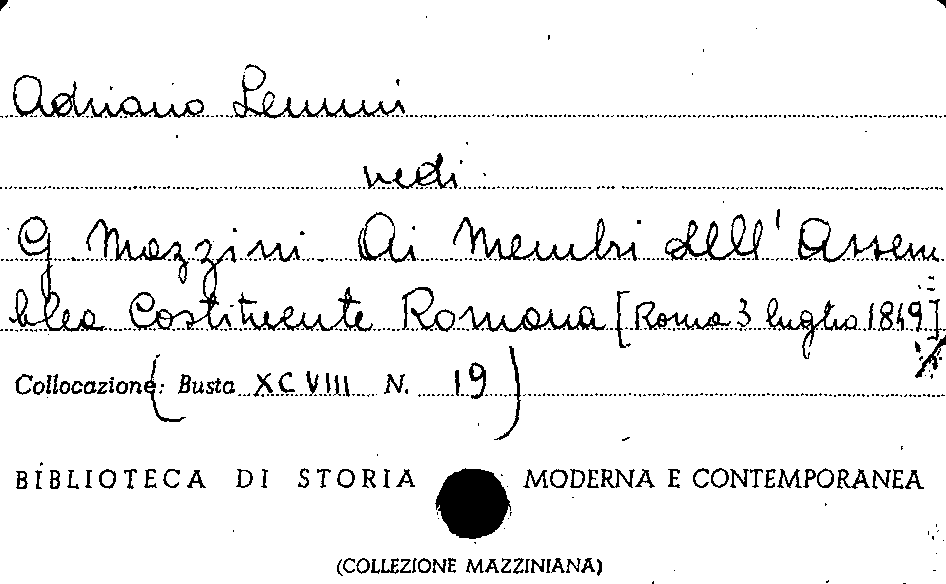 Adriano Lemmi
vedi
G. Mazzini. Ai Membri dell'Assem
blea Costituente Romana [Roma 3 luglio 1849]
Collocazione: (Busta XCVIII N. 19)
BIBLIOTECA DI STORIA MODERNA E CONTEMPORANEA
(COLLEZIONE MAZZINIANA)